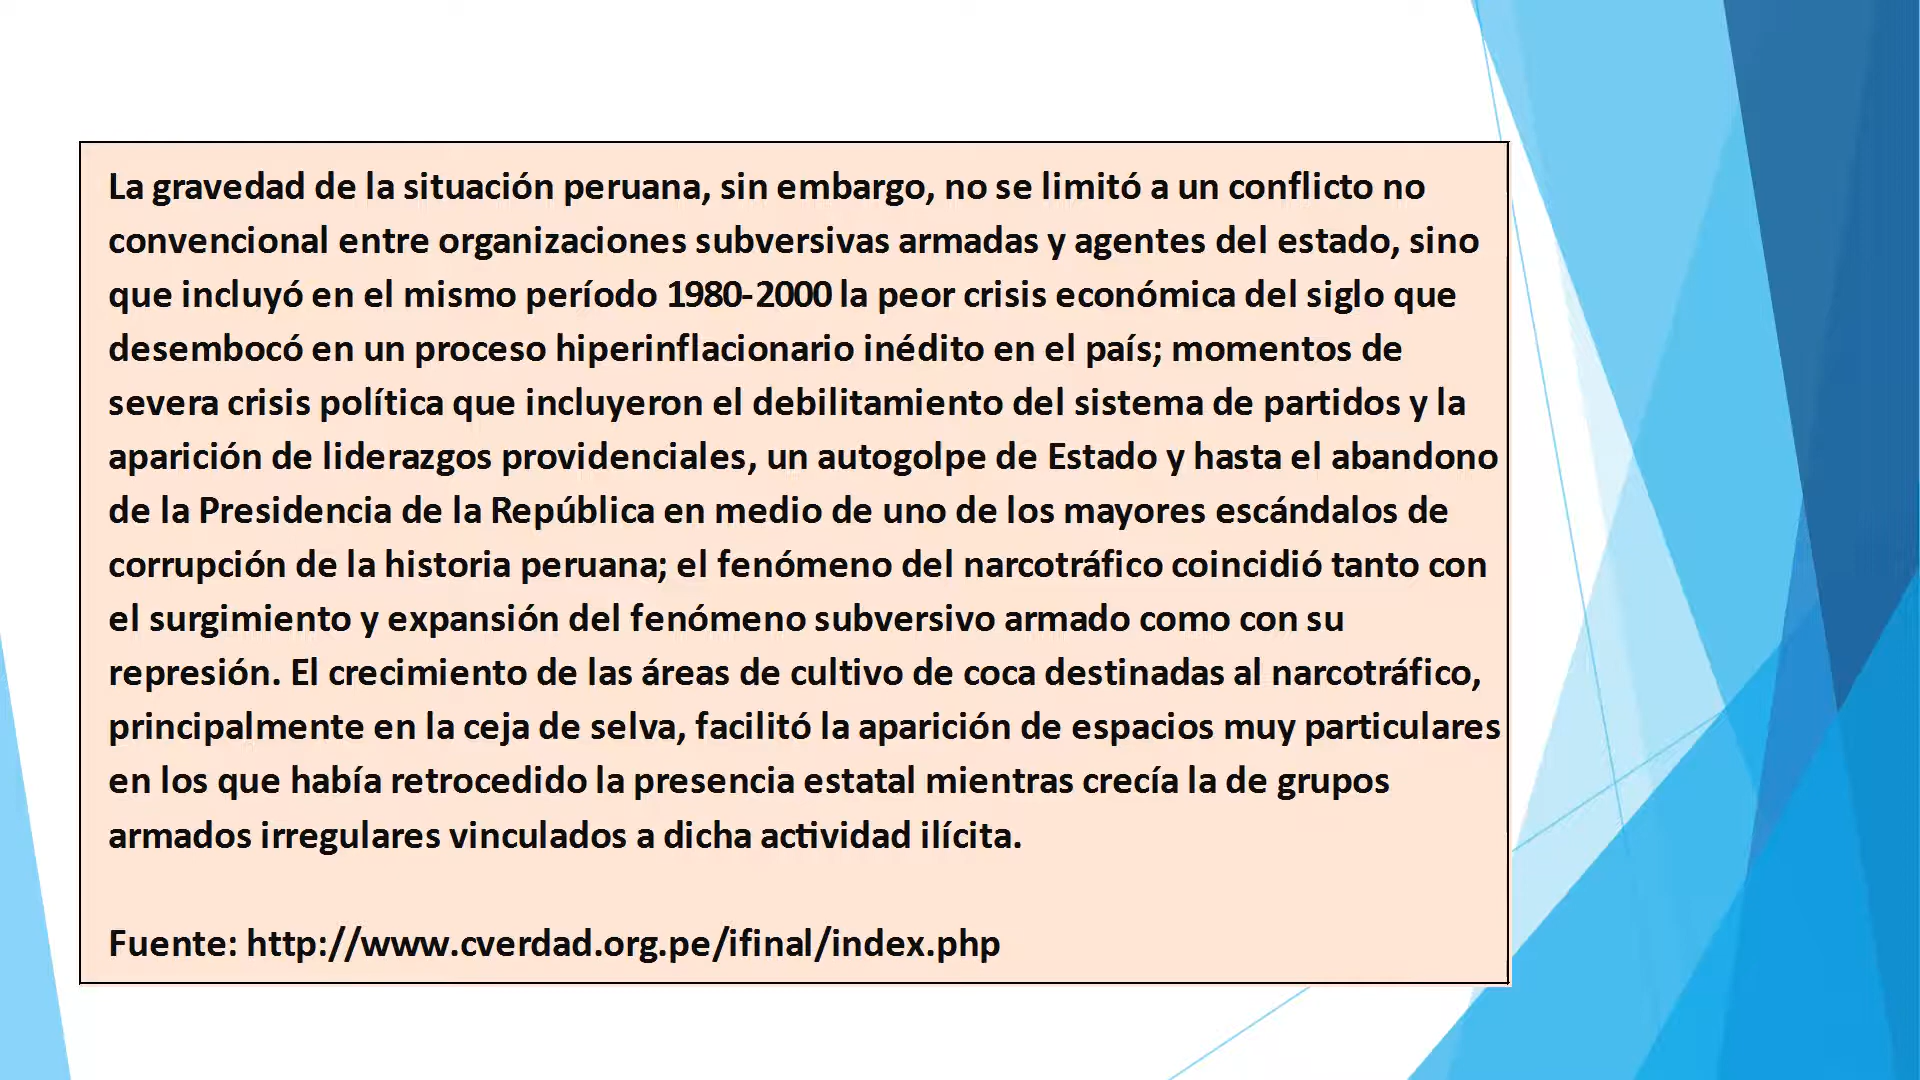 La gravedad de la situación peruana, sin embargo, no se limitó a un conflicto no
convencional entre organizaciones subversivas armadas y agentes del estado, sino
que incluyó en el mismo período 1980-2000 la peor crisis económica del siglo que
desembocó en un proceso hiperinflacionario inédito en el país; momentos de
severa crisis política que incluyeron el debilitamiento del sistema de partidos y la
aparición de liderazgos providenciales, un autogolpe de Estado y hasta el abandono
de la Presidencia de la República en medio de uno de los mayores escándalos de
corrupción de la historia peruana; el fenómeno del narcotráfico coincidió tanto con
el surgimiento y expansión del fenómeno subversivo armado como con su
represión. El crecimiento de las áreas de cultivo de coca destinadas al narcotráfico,
principalmente en la ceja de selva, facilitó la aparición de espacios muy particulares
en los que había retrocedido la presencia estatal mientras crecía la de grupos
armados irregulares vinculados a dicha actividad ilícita.
Fuente: http://www.cverdad.org.pe/ifinal/index.php